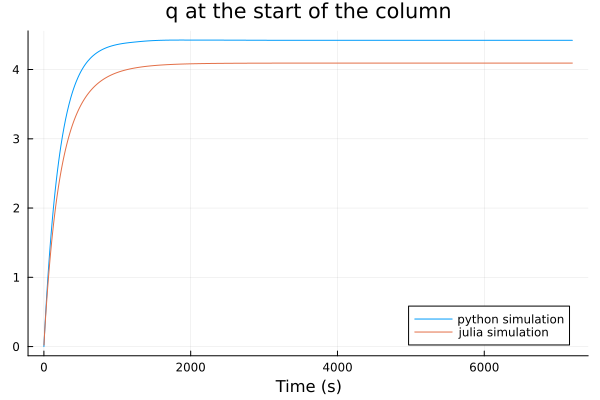 q at the start of the column
4
3
2
1
0
0 2000 4000 6000
Time (s)
python simulation
julia simulation